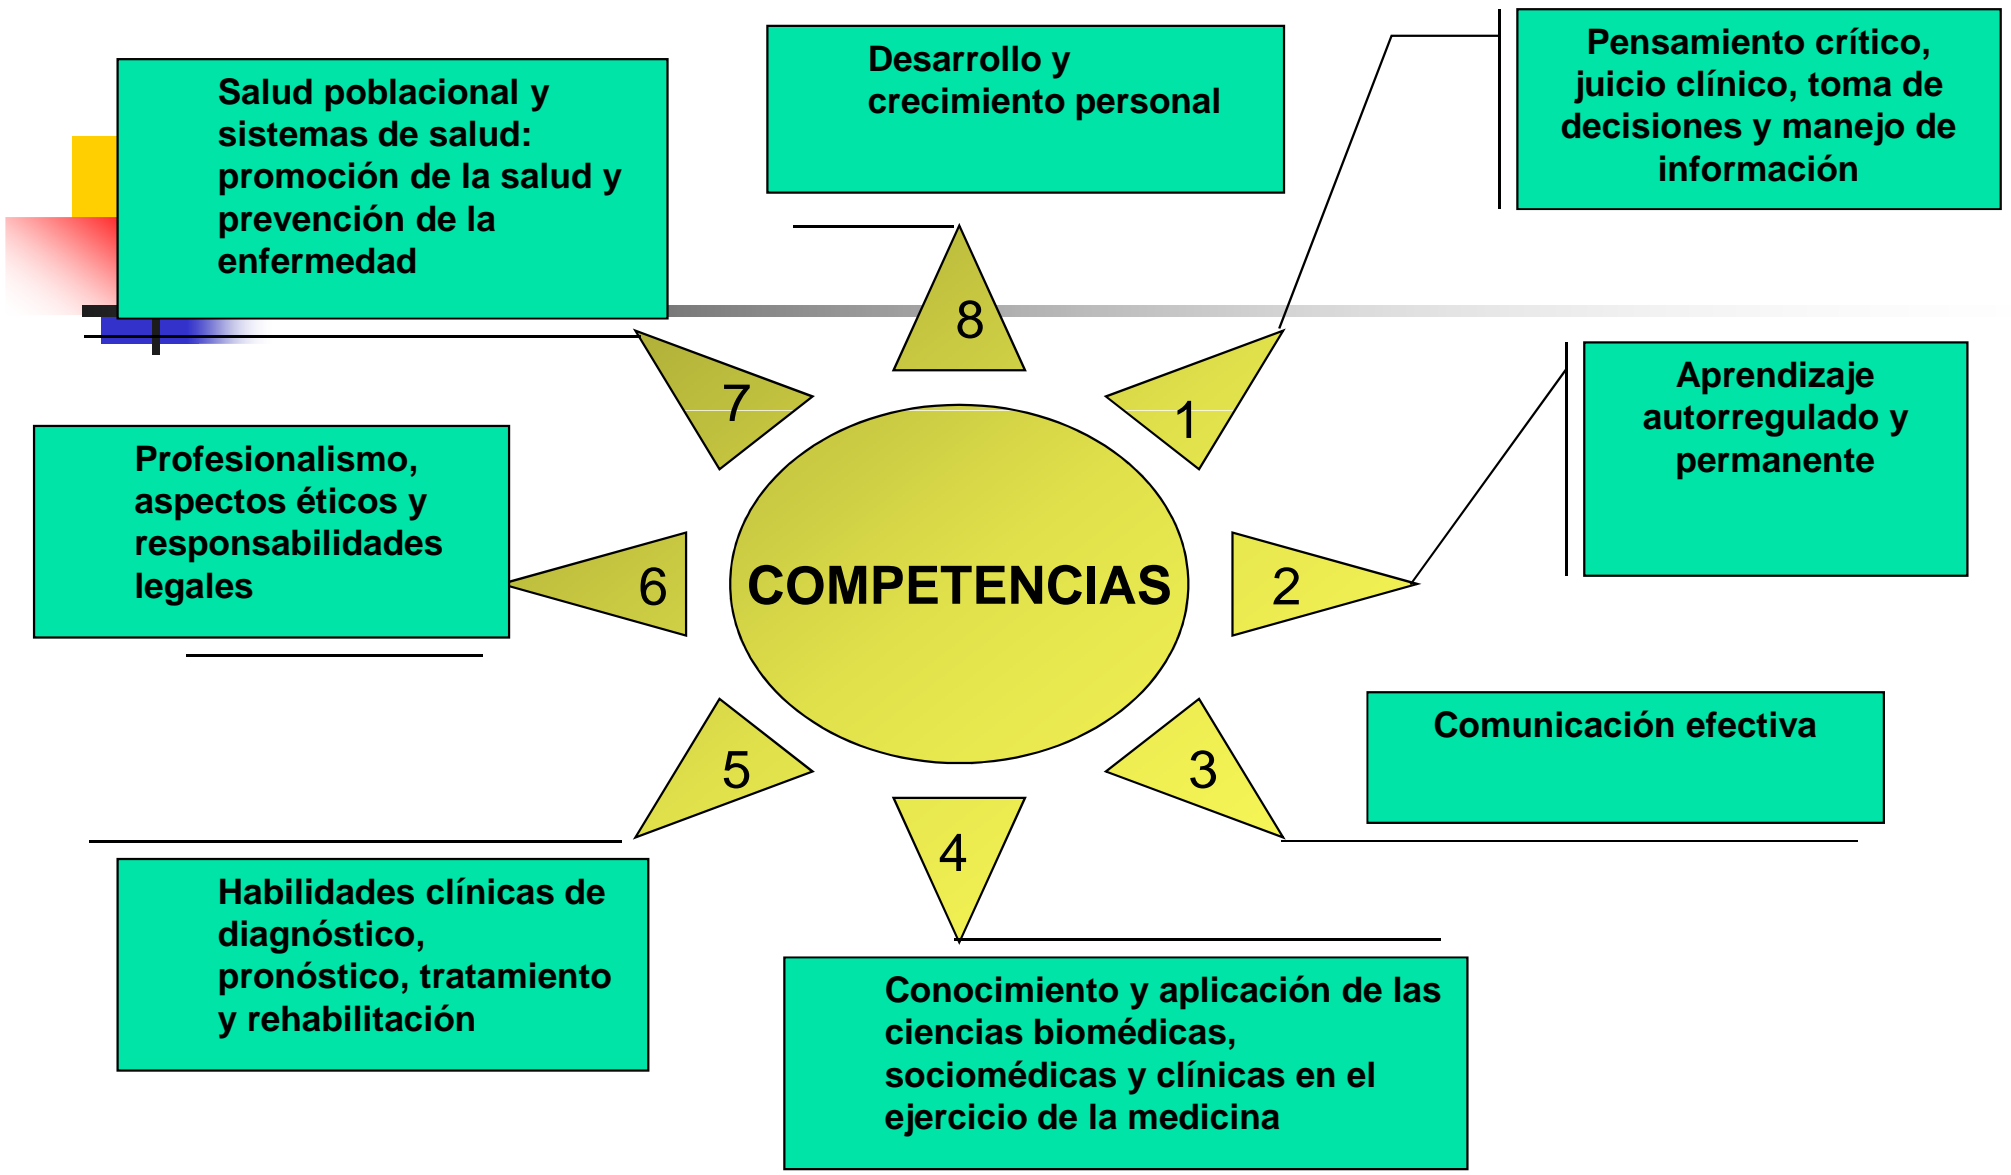 Salud poblacional y
sistemas de salud:
promoción de la salud y
prevención de la
enfermedad
Desarrollo y
crecimiento personal
Pensamiento crítico,
juicio clínico, toma de
decisiones y manejo de
información
8
7
1
Aprendizaje
autorregulado y
permanente
Profesionalismo,
aspectos éticos y
responsabilidades
legales
6
COMPETENCIAS
2
Comunicación efectiva
5
3
4
Habilidades clínicas de
diagnóstico,
pronóstico, tratamiento
y rehabilitación
Conocimiento y aplicación de las
ciencias biomédicas,
sociomédicas y clínicas en el
ejercicio de la medicina